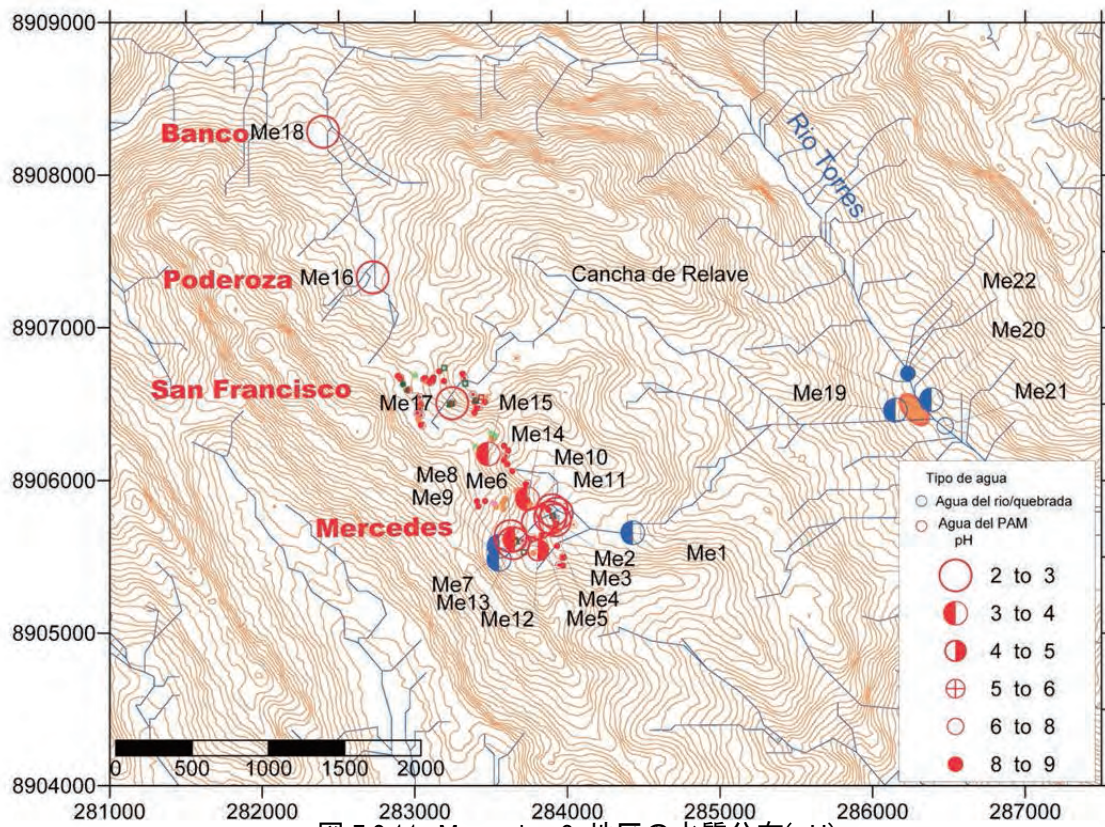 8909000
8908000
8907000
8906000
8905000
8904000
Banco Me18
Rio Torres
Poderoza Me16
Cancha de Relave
Me22
Me20
San Francisco
Me17
Me15
Me19
Me21
Me14
Me10
Me8
Me6
Me11
Me9
Mercedes
Me2
Me1
Me3
Me7
Me4
Me13
Me12
Me5
Tipo de agua
Agua del rio/quebrada
Agua del PAM
pH
2 to 3
3 to 4
4 to 5
5 to 6
6 to 8
8 to 9
0 500 1000 1500 2000
281000 282000 283000 284000 285000 286000 287000